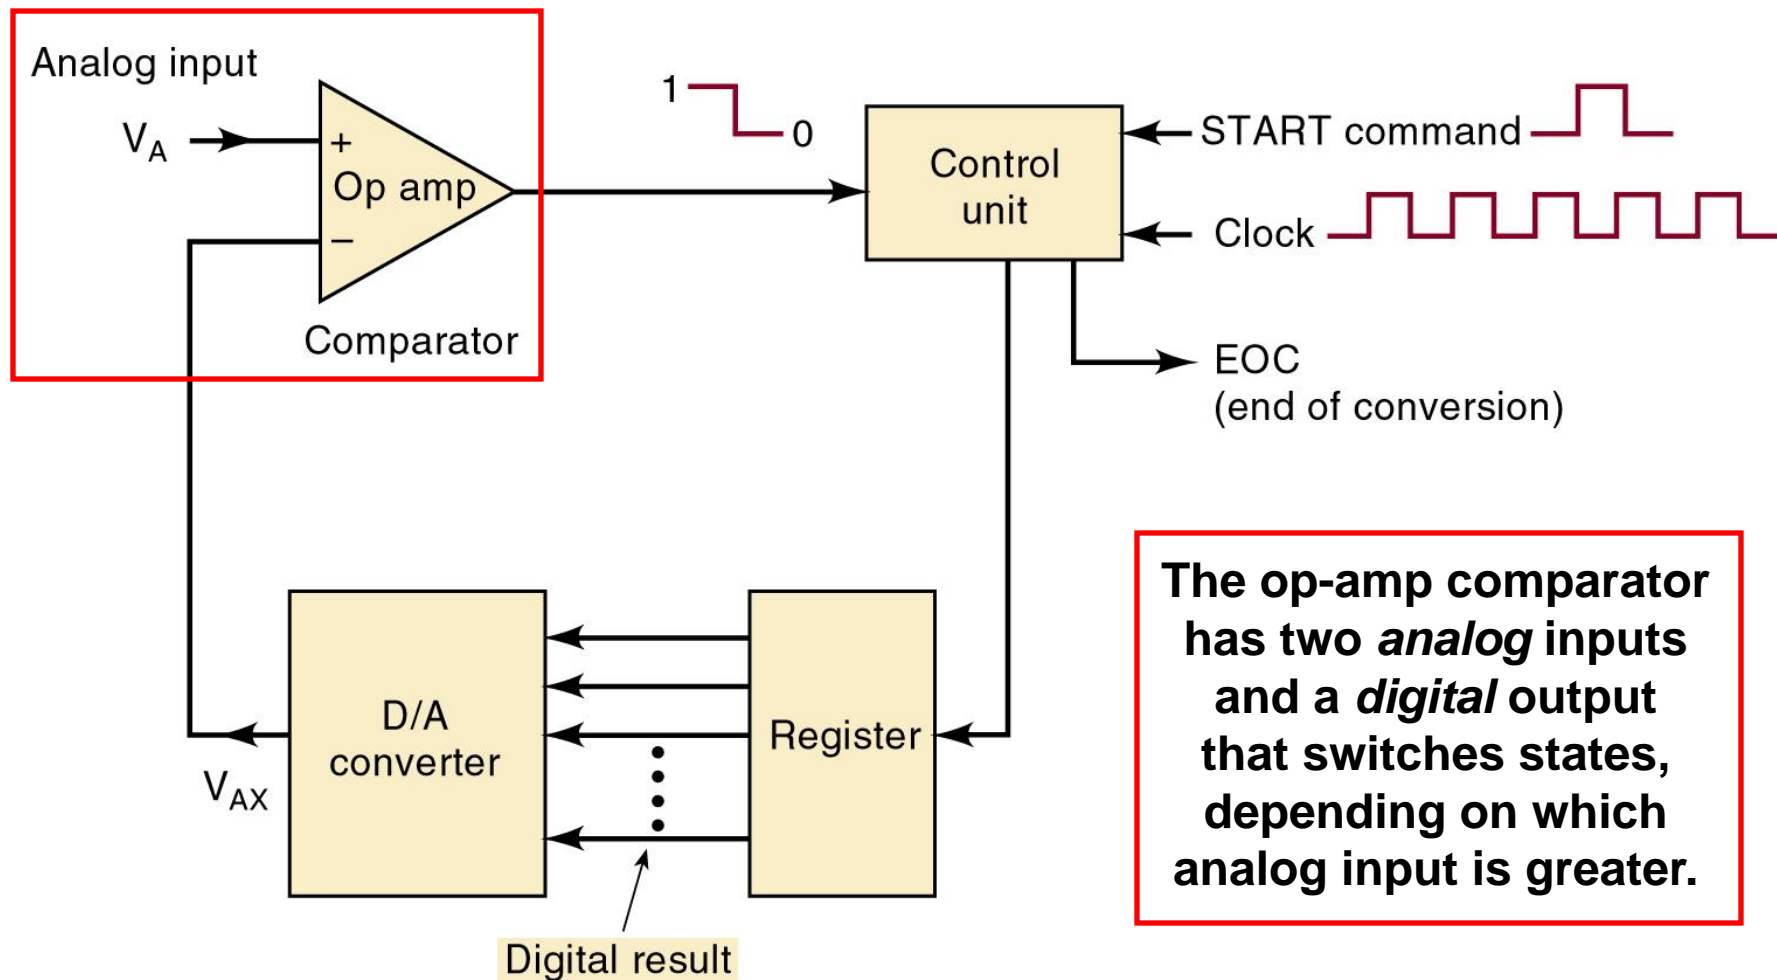 Analog input
V_A
+
Op amp
−
Comparator
1
0
Control
unit
START command
Clock
EOC
(end of conversion)
D/A
converter
V_AX
Register
Digital result
The op-amp comparator
has two analog inputs
and a digital output
that switches states,
depending on which
analog input is greater.